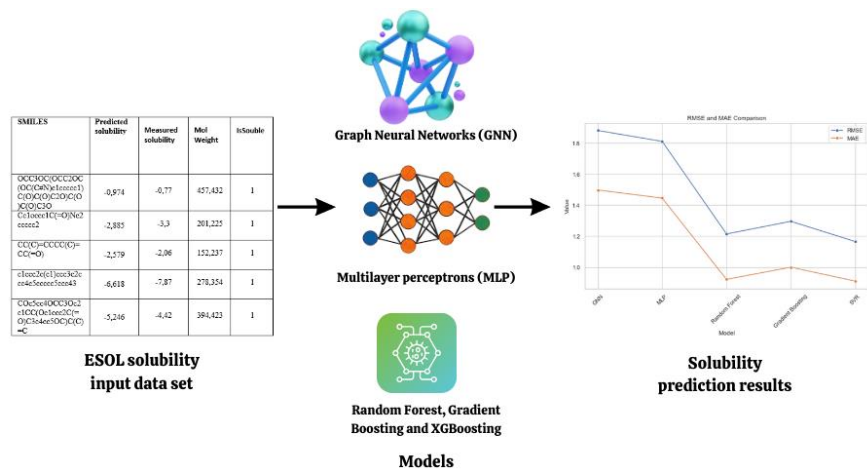 SMILES Predicted solubility Measured solubility Mol Weight IsSouble
OCC3OC(OCC2OC
(OC(C#N)c1ccccc1)
C(O)C(O)C2O)C(O
)C(O)C3O -0,974 -0,77 457,432 1
Cc1occc1C(=O)Nc2
ccccc2 -2,885 -3,3 201,225 1
CC(C)=CCCC(C)=
CC(=O) -2,579 -2,06 152,237 1
c1ccc2c(c1)ccc3c2c
cc4c5ccccc5ccc43 -6,618 -7,87 278,354 1
COc5cc4OCC3Oc2
c1CC(Oc1ccc2C(=
O)C3c4cc5OC)C(C)
=C -5,246 -4,42 394,423 1
ESOL solubility
input data set
Graph Neural Networks (GNN)
Multilayer perceptrons (MLP)
Random Forest, Gradient
Boosting and XGBoosting
Models
RMSE and MAE Comparison
RMSE
MAE
Value
1.8
1.6
1.4
1.2
1.0
GNN
MLP
Random Forest
Gradient Boosting
SVR
Model
Solubility
prediction results